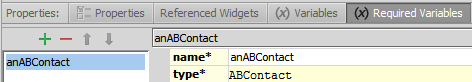 Properties: Properties Referenced Widgets (x) Variables (x) Required Variables
anABContact
anABContact
name* anABContact
type* ABContact